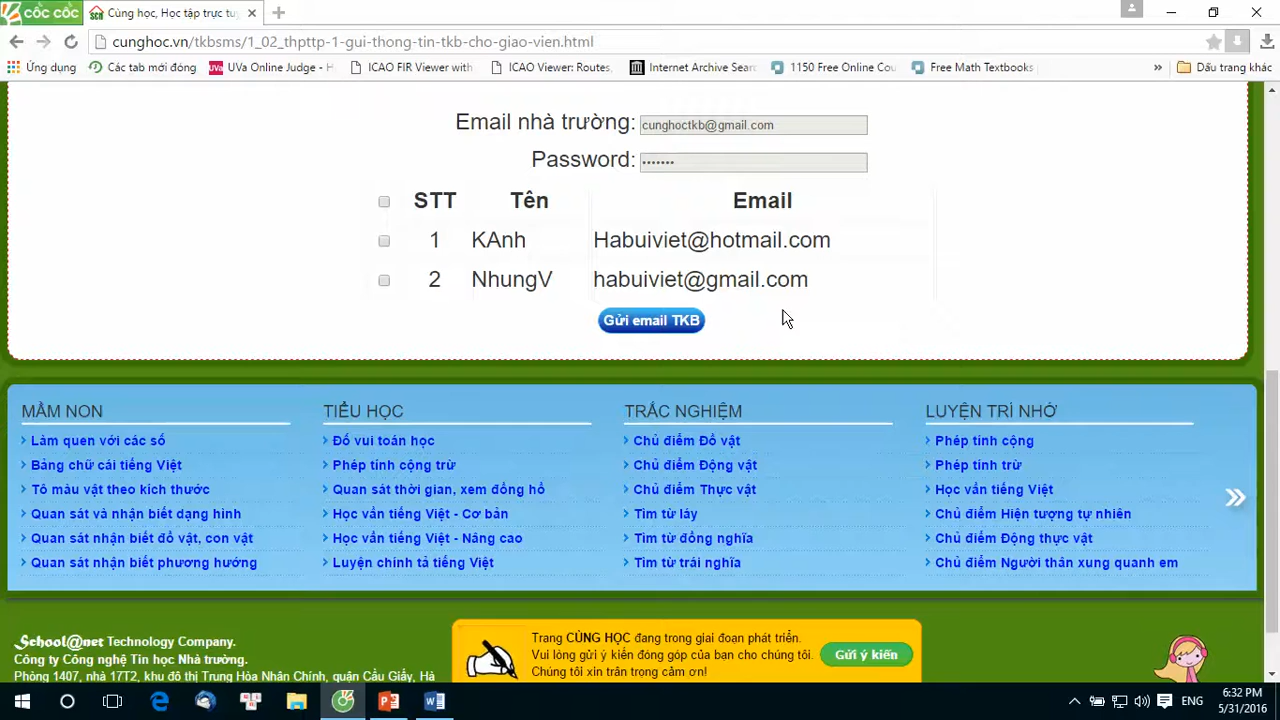 cốc cốc
Cùng học, Học tập trực tu
cunghoc.vn/tkbsms/1_02_thpttp-1-gui-thong-tin-tkb-cho-giao-vien.html
Ứng dụng Các tab mới đóng UVa Online Judge - H ICAO FIR Viewer with ICAO Viewer: Routes, Internet Archive Sear 1150 Free Online Cou Free Math Textbooks » Dấu trang khác
Email nhà trường: cunghoctkb@gmail.com
Password: •••••••
STT Tên Email
1 KAnh Habuiviet@hotmail.com
2 NhungV habuiviet@gmail.com
Gửi email TKB
MẦM NON TIỂU HỌC TRẮC NGHIỆM LUYỆN TRÍ NHỚ
Làm quen với các số Đố vui toán học Chủ điểm Đồ vật Phép tính cộng
Bảng chữ cái tiếng Việt Phép tính cộng trừ Chủ điểm Động vật Phép tính trừ
Tô màu vật theo kích thước Quan sát thời gian, xem đồng hồ Chủ điểm Thực vật Học vần tiếng Việt
Quan sát và nhận biết dạng hình Học vần tiếng Việt - Cơ bản Tìm từ láy Chủ điểm Hiện tượng tự nhiên
Quan sát nhận biết đồ vật, con vật Học vần tiếng Việt - Nâng cao Tìm từ đồng nghĩa Chủ điểm Động thực vật
Quan sát nhận biết phương hướng Luyện chính tả tiếng Việt Tìm từ trái nghĩa Chủ điểm Người thân xung quanh em
School@net Technology Company.
Công ty Công nghệ Tin học Nhà trường.
Phòng 1407, nhà 17T2, khu đô thị Trung Hòa Nhân Chính, quận Cầu Giấy, Hà
Trang CÙNG HỌC đang trong giai đoạn phát triển.
Vui lòng gửi ý kiến đóng góp của bạn cho chúng tôi.
Chúng tôi xin trân trọng cảm ơn!
Gửi ý kiến
ENG
6:32 PM
5/31/2016